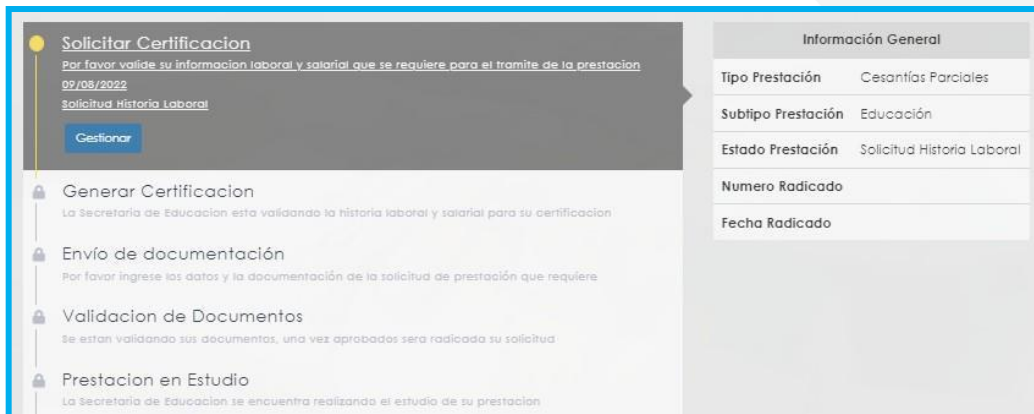 Solicitar Certificacion
Por favor valide su informacion laboral y salarial que se requiere para el tramite de la prestacion
09/08/2022
Solicitud Historia Laboral
Gestionar
Generar Certificacion
La Secretaria de Educacion esta validando la historia laboral y salarial para su certificacion
Envío de documentación
Por favor ingrese los datos y la documentación de la solicitud de prestación que requiere
Validacion de Documentos
Se estan validando sus documentos, una vez aprobados sera radicada su solicitud
Prestacion en Estudio
La Secretaria de Educacion se encuentra realizando el estudio de su prestacion
Información General
Tipo Prestación Cesantías Parciales
Subtipo Prestación Educación
Estado Prestación Solicitud Historia Laboral
Numero Radicado
Fecha Radicado